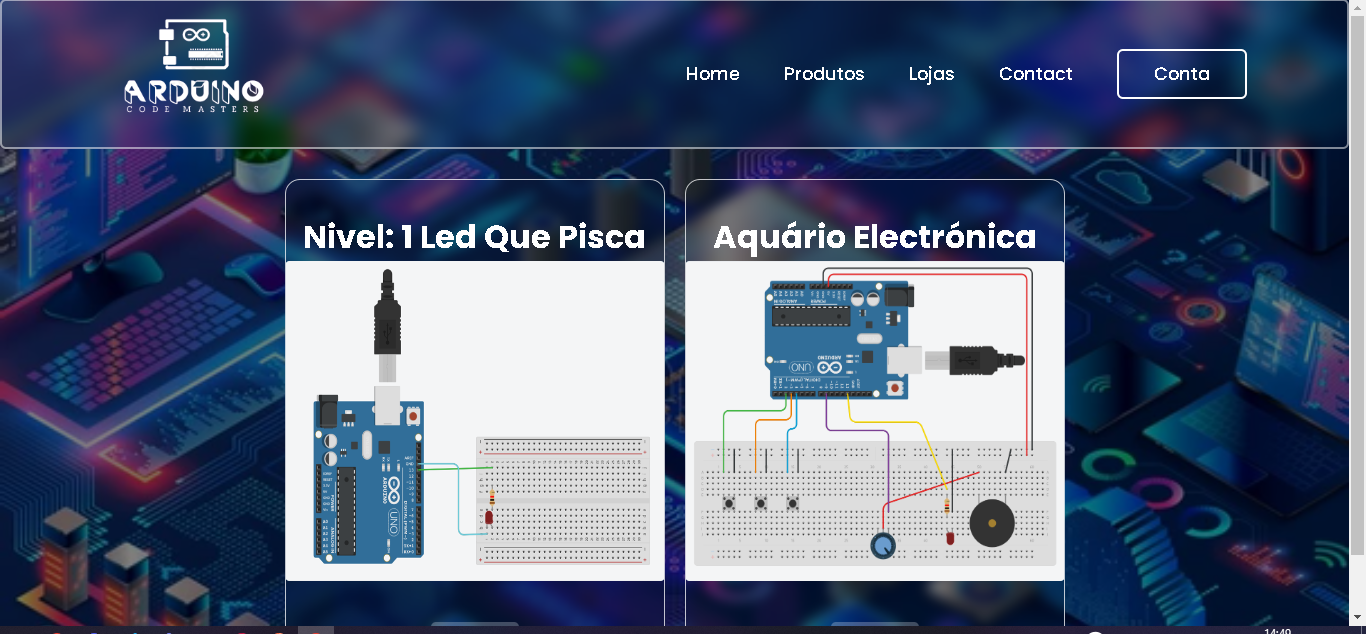 ARDUINO
CODE MASTERS
Home
Produtos
Lojas
Contact
Conta
Nivel: 1 Led Que Pisca
Aquário Electrónica
ARDUINO
UNO
ARDUINO
UNO
14:49